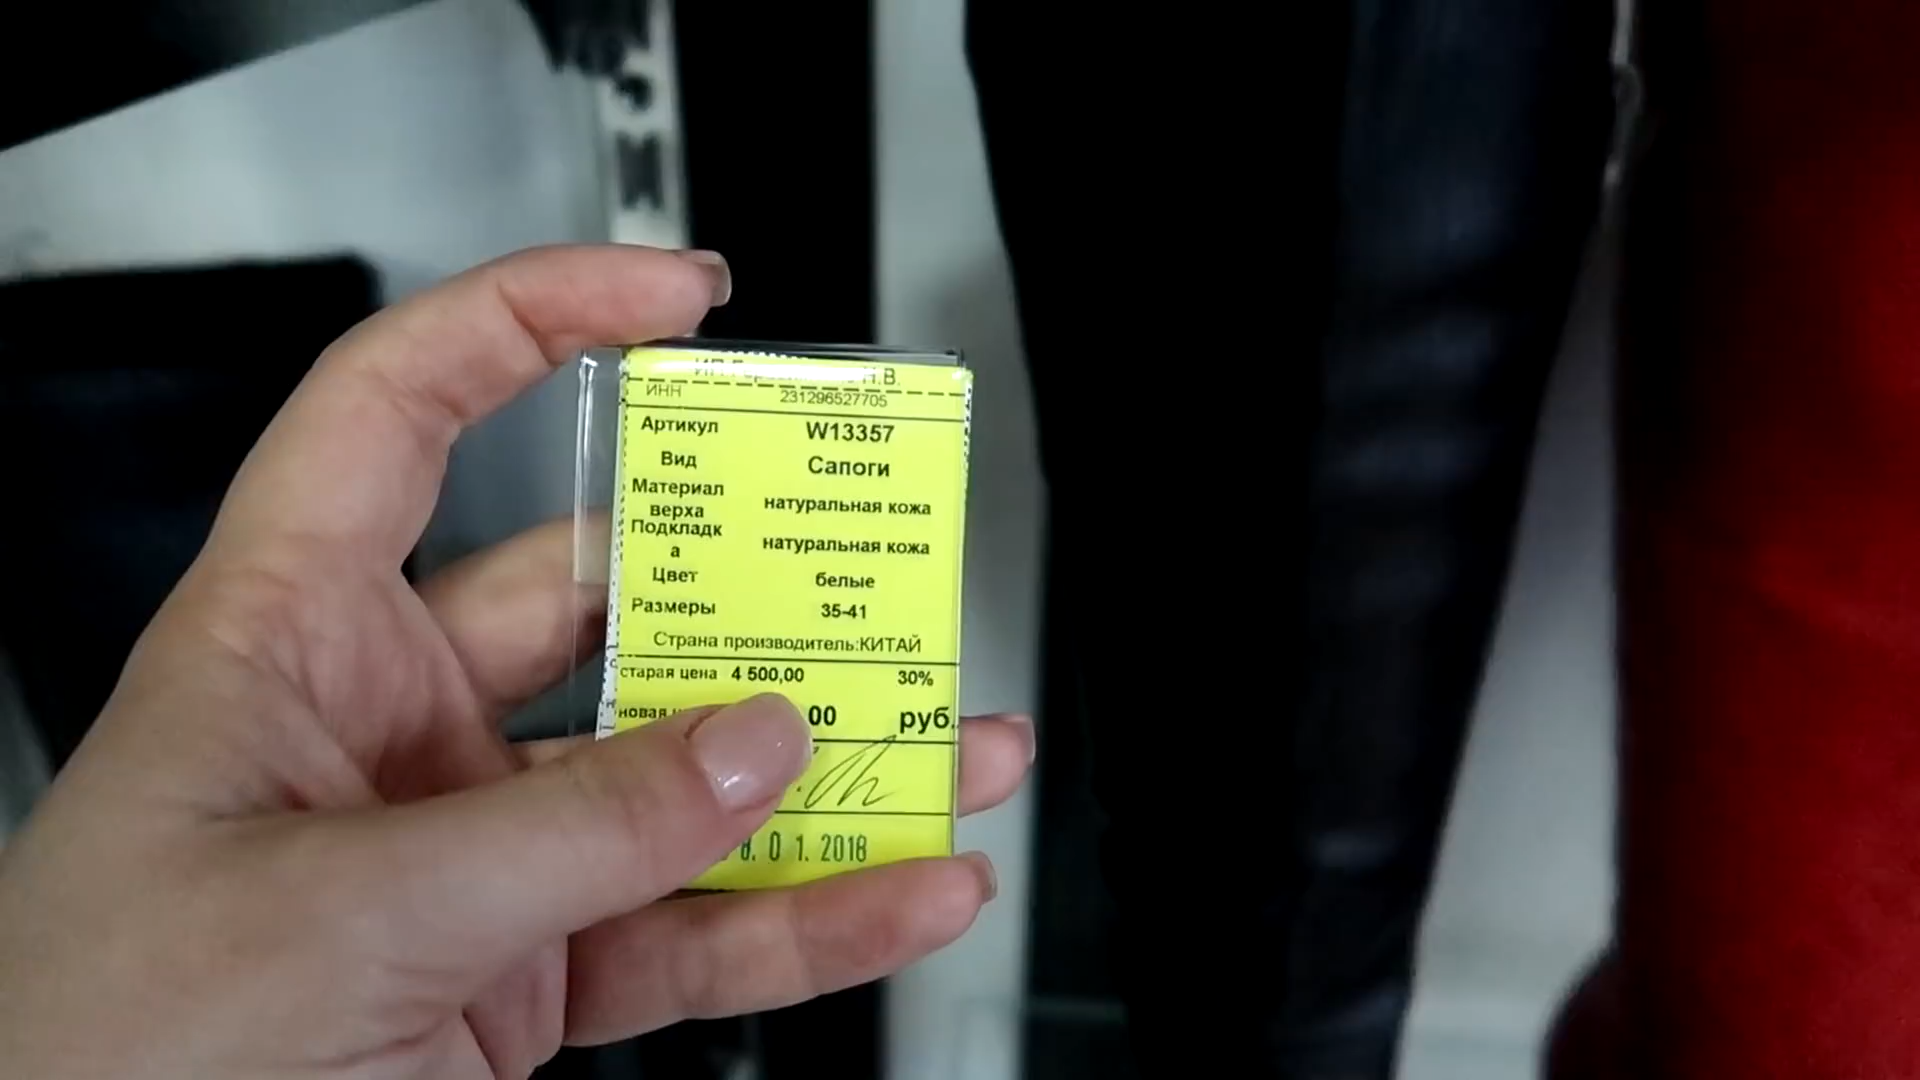 Н.В.
ИНН 231296527705
Артикул W13357
Вид Сапоги
Материал верха натуральная кожа
Подкладк
а натуральная кожа
Цвет белые
Размеры 35-41
Страна производитель:КИТАЙ
старая цена 4 500,00 30%
новая 00 руб.
0 1. 2018